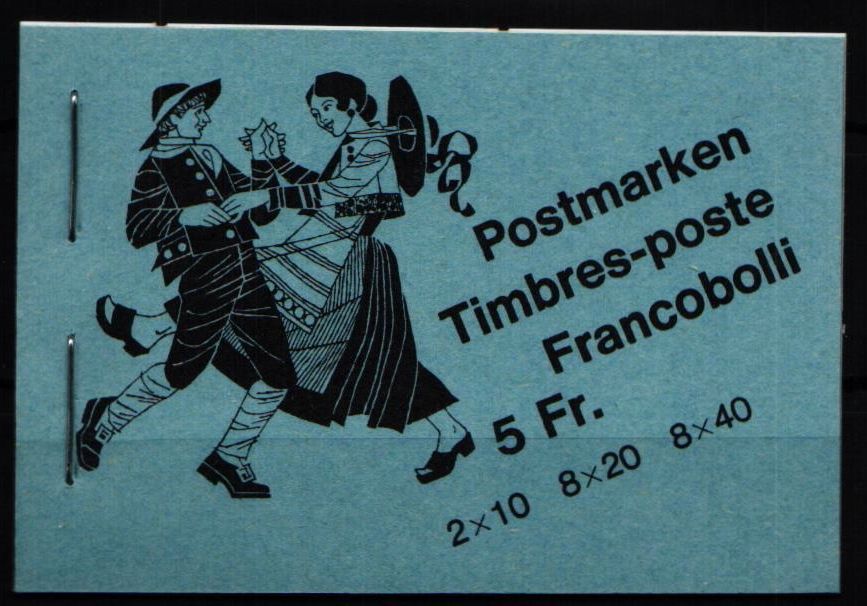 Postmarken
Timbres-poste
Francobolli
5 Fr.
2×10 8×20 8×40